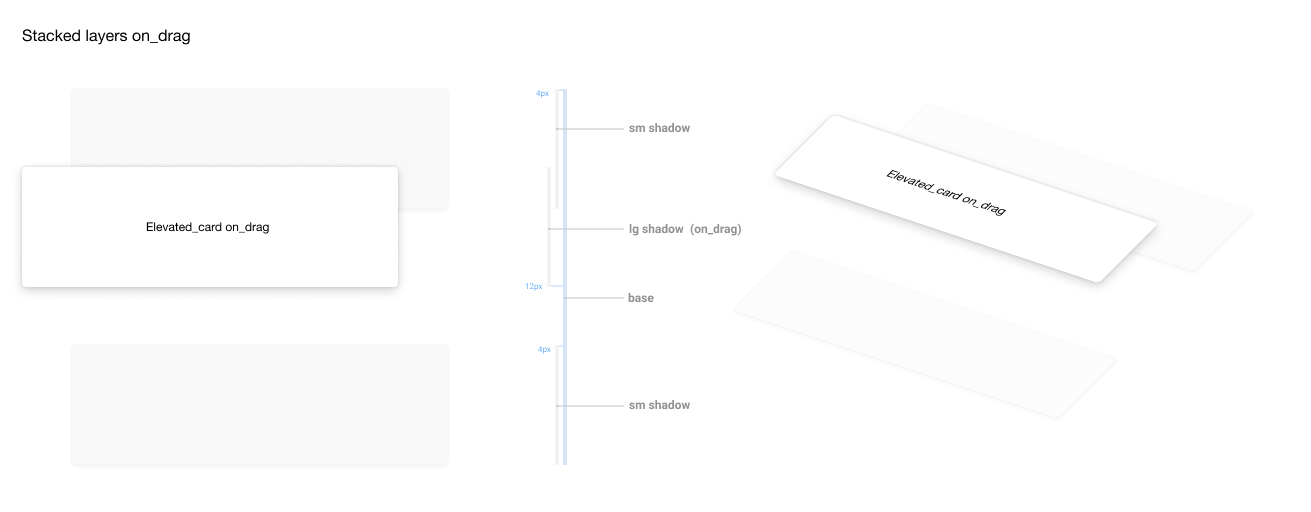 Stacked layers on_drag
4px
sm shadow
Elevated_card on_drag
Elevated_card on_drag
lg shadow (on_drag)
12px
base
4px
sm shadow